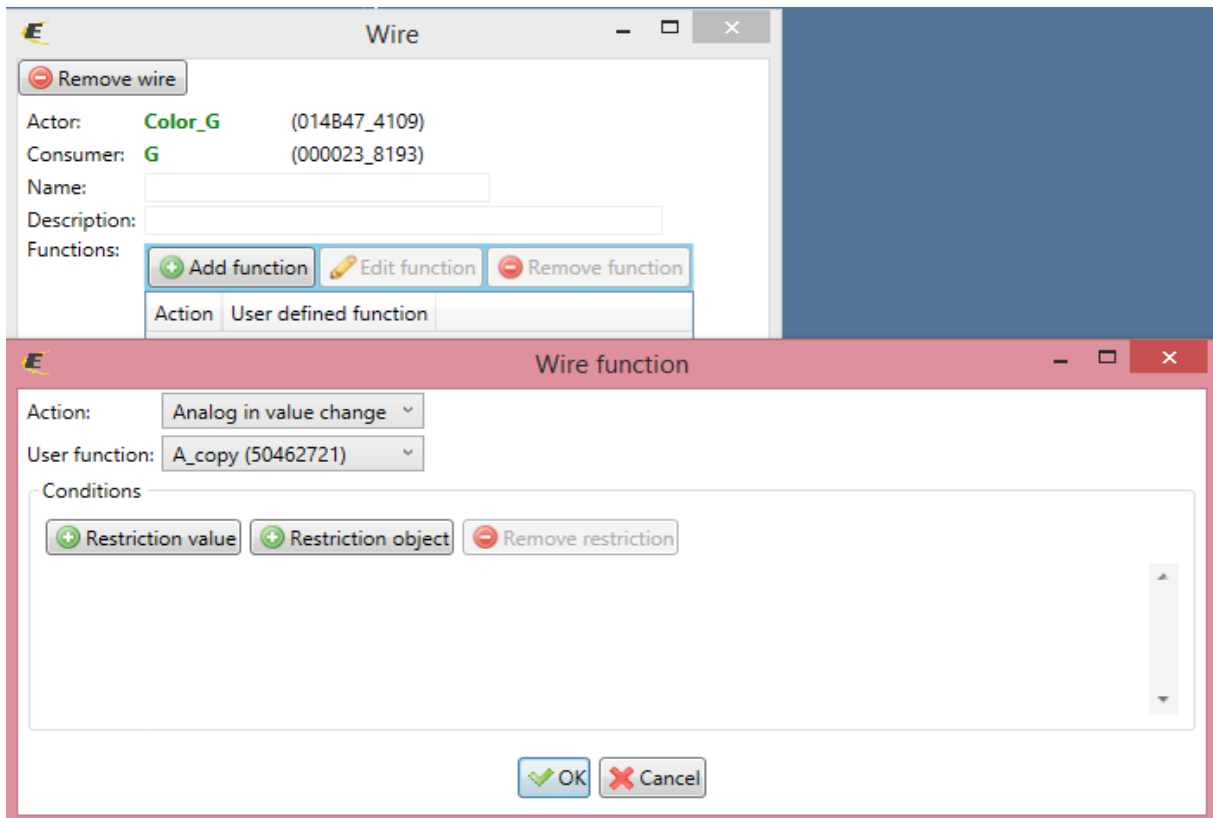 Wire
Remove wire
Actor: Color_G (014B47_4109)
Consumer: G (000023_8193)
Name:
Description:
Functions:
Add function Edit function Remove function
Action User defined function
Wire function
Action: Analog in value change
User function: A_copy (50462721)
Conditions
Restriction value Restriction object Remove restriction
OK Cancel